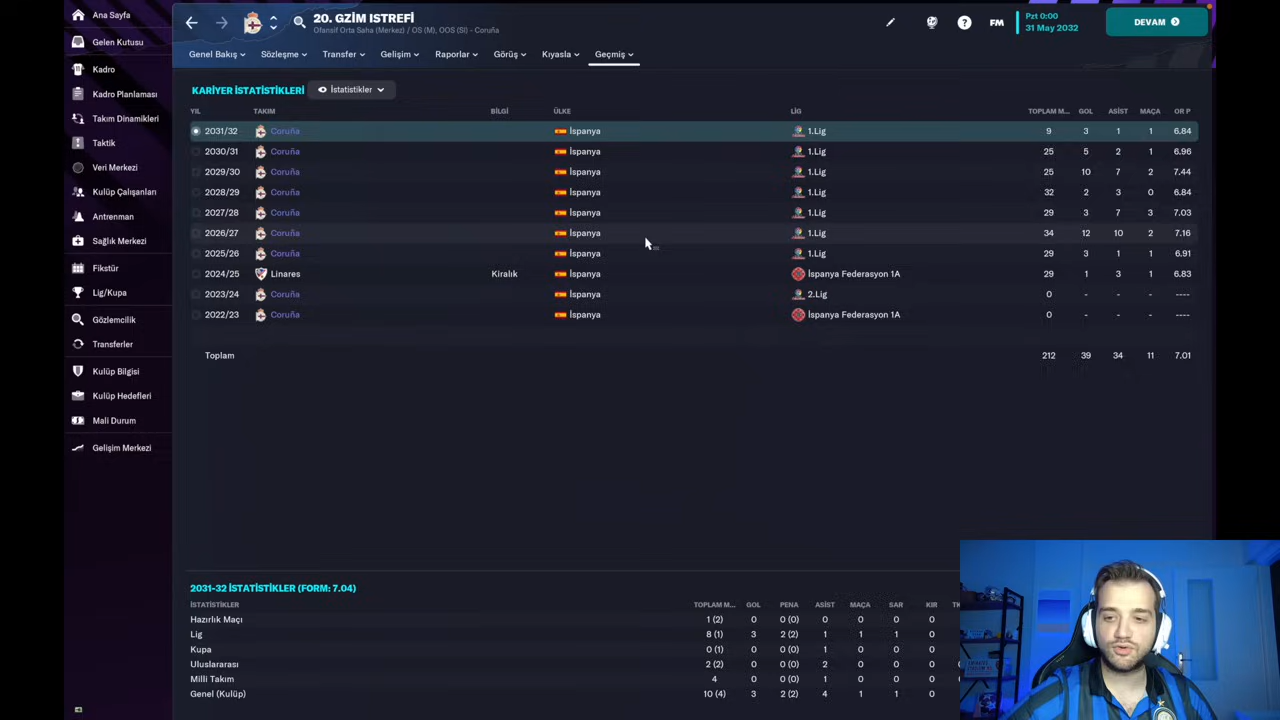 Ana Sayfa
Gelen Kutusu
Kadro
Kadro Planlaması
Takım Dinamikleri
Taktik
Veri Merkezi
Kulüp Çalışanları
Antrenman
Sağlık Merkezi
Fikstür
Lig/Kupa
Gözlemcilik
Transferler
Kulüp Bilgisi
Kulüp Hedefleri
Mali Durum
Gelişim Merkezi
20. GZİM ISTREFİ
Ofansif Orta Saha (Merkez) / OS (M), OOS (Sl) - Coruña
FM
Pzt 0:00
31 May 2032
DEVAM
Genel Bakış Sözleşme Transfer Gelişim Raporlar Görüş Kıyasla Geçmiş
KARİYER İSTATİSTİKLERİ İstatistikler
YIL TAKIM BİLGİ ÜLKE LİG TOPLAM M... GOL ASİST MAÇA OR P
2031/32 Coruña İspanya 1.Lig 9 3 1 1 6.84
2030/31 Coruña İspanya 1.Lig 25 5 2 1 6.96
2029/30 Coruña İspanya 1.Lig 25 10 7 2 7.44
2028/29 Coruña İspanya 1.Lig 32 2 3 0 6.84
2027/28 Coruña İspanya 1.Lig 29 3 7 3 7.03
2026/27 Coruña İspanya 1.Lig 34 12 10 2 7.16
2025/26 Coruña İspanya 1.Lig 29 3 1 1 6.91
2024/25 Linares Kiralık İspanya İspanya Federasyon 1A 29 1 3 1 6.83
2023/24 Coruña İspanya 2.Lig 0 - - - ----
2022/23 Coruña İspanya İspanya Federasyon 1A 0 - - - ----
Toplam 212 39 34 11 7.01
2031-32 İSTATİSTİKLER (FORM: 7.04)
İSTATİSTİKLER TOPLAM M... GOL PENA ASİST MAÇA SAR KIR
Hazırlık Maçı 1 (2) 0 0 (0) 0 0 0 0
Lig 8 (1) 3 2 (2) 1 1 1 0
Kupa 0 (1) 0 0 (0) 1 0 0 0
Uluslararası 2 (2) 0 0 (0) 2 0 0 0
Milli Takım 4 0 0 (0) 1 0 0 0
Genel (Kulüp) 10 (4) 3 2 (2) 4 1 1 0